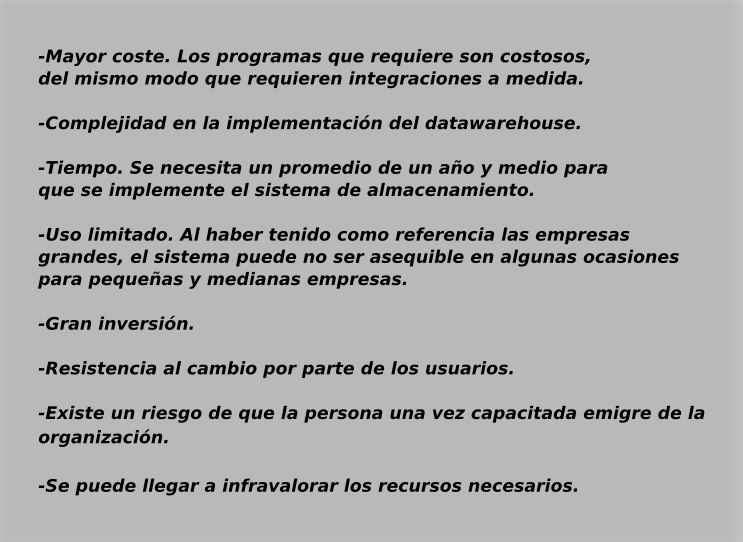 -Mayor coste. Los programas que requiere son costosos,
del mismo modo que requieren integraciones a medida.
-Complejidad en la implementación del datawarehouse.
-Tiempo. Se necesita un promedio de un año y medio para
que se implemente el sistema de almacenamiento.
-Uso limitado. Al haber tenido como referencia las empresas
grandes, el sistema puede no ser asequible en algunas ocasiones
para pequeñas y medianas empresas.
-Gran inversión.
-Resistencia al cambio por parte de los usuarios.
-Existe un riesgo de que la persona una vez capacitada emigre de la
organización.
-Se puede llegar a infravalorar los recursos necesarios.